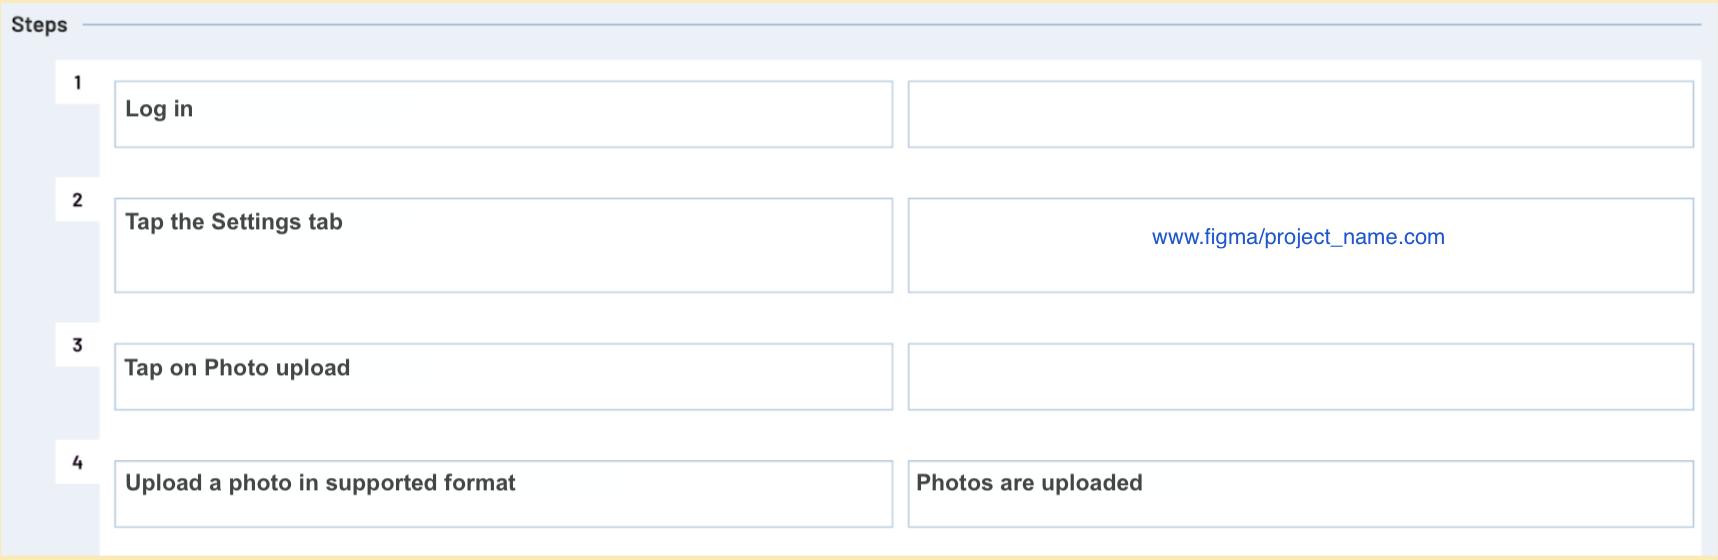 Steps
1
Log in
2
Tap the Settings tab
www.figma/project_name.com
3
Tap on Photo upload
4
Upload a photo in supported format
Photos are uploaded